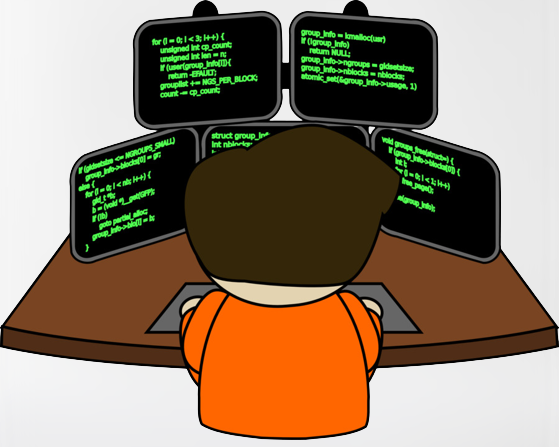 for (i = 0; i < 3; i++) {
unsigned int cp_count;
unsigned int len = n;
if (user(group_info[i]){
return -EFAULT;
grouplist += NGS_PER_BLOCK;
count -= cp_count;
group_info = kmalloc(usr)
if (!group_info)
return NULL;
group_info->ngroups = gidsetsize;
group_info->nblocks = nblocks;
atomic_set(&group_info->usage, 1)
if (gidsetsize <= NGROUPS_SMALL)
group_info->blocks[0] = gr;
else {
for (i = 0; i < nb; i++) {
gid_t *b;
b = (void *)__get(GFP);
if (!b)
goto partial_alloc;
group_info->blo[i] = b;
}
struct group_inf
int nblock
void groups_free(struct*) {
if (group_info->blocks[0]) {
int i;
for (i = 0; i < 1; i++)
free_page();